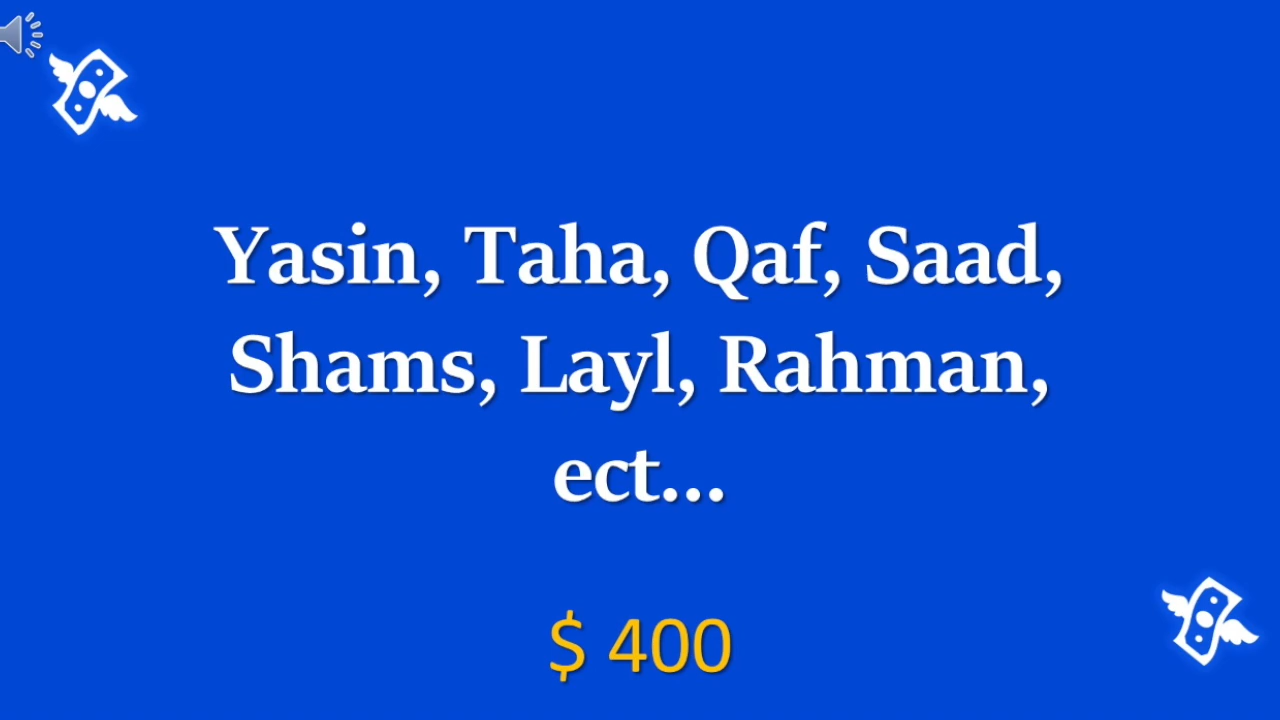 Yasin, Taha, Qaf, Saad,
Shams, Layl, Rahman,
ect...
$ 400